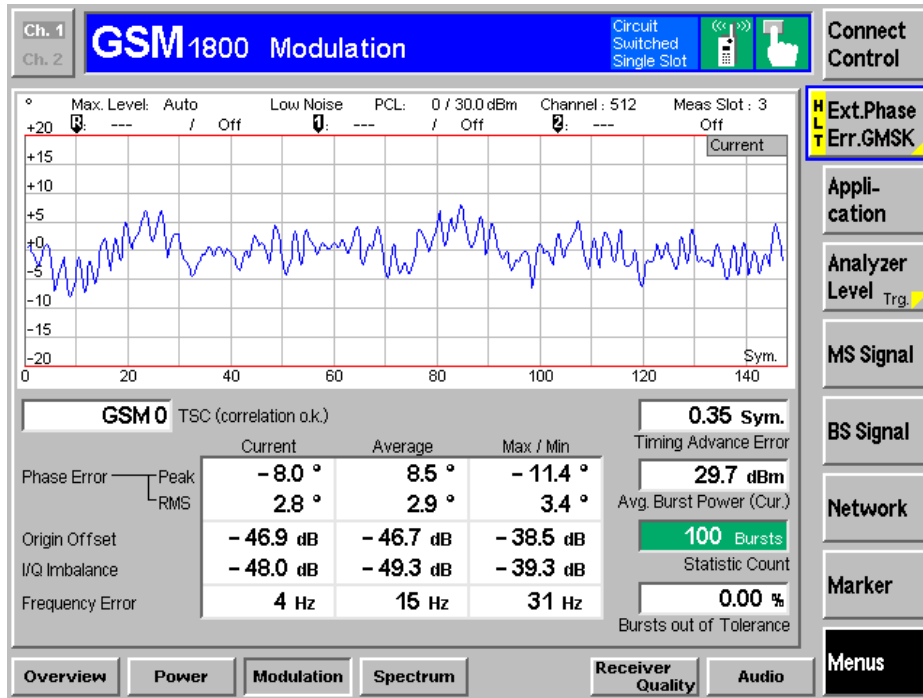 Ch. 1
Ch. 2
GSM 1800 Modulation
Circuit
Switched
Single Slot
Connect
Control
° Max. Level: Auto Low Noise PCL: 0 / 30.0 dBm Channel : 512 Meas Slot : 3
R: --- / Off 1: --- / Off 2: --- Off
Current
+20
+15
+10
+5
±0
-5
-10
-15
-20
Sym.
0 20 40 60 80 100 120 140
GSM 0 TSC (correlation o.k.)
Current Average Max / Min
Phase Error Peak - 8.0 ° 8.5 ° - 11.4 °
RMS 2.8 ° 2.9 ° 3.4 °
Origin Offset - 46.9 dB - 46.7 dB - 38.5 dB
I/Q Imbalance - 48.0 dB - 49.3 dB - 39.3 dB
Frequency Error 4 Hz 15 Hz 31 Hz
0.35 Sym.
Timing Advance Error
29.7 dBm
Avg. Burst Power (Cur.)
100 Bursts
Statistic Count
0.00 %
Bursts out of Tolerance
HLT
Ext.Phase
Err.GMSK
Appli-
cation
Analyzer
Level Trg.
MS Signal
BS Signal
Network
Marker
Menus
Overview Power Modulation Spectrum Receiver Quality Audio